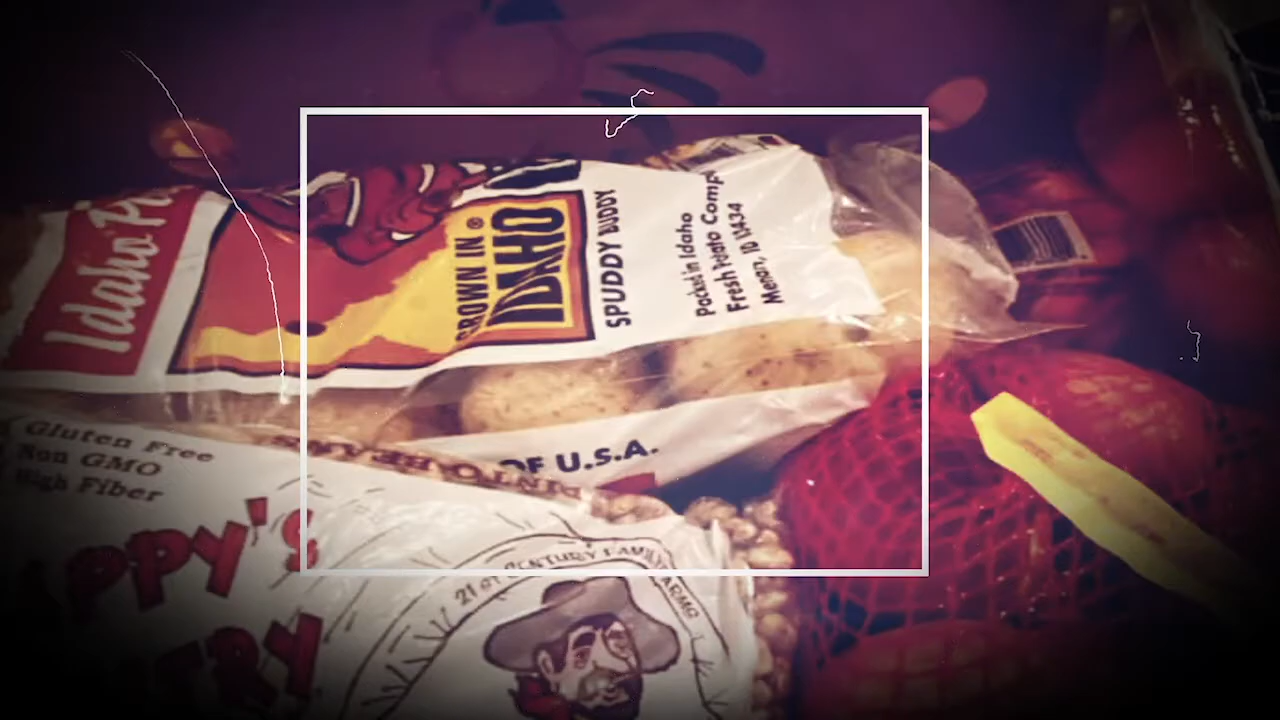 GROWN IN
IDAHO
®
SPUDDY BUDDY
Packed in Idaho
Fresh Potato
Menan, ID 83434
Idaho
OF U.S.A.
PINTO BEANS
Gluten Free
Non GMO
High Fiber
21ST CENTURY FAMILY FARMS